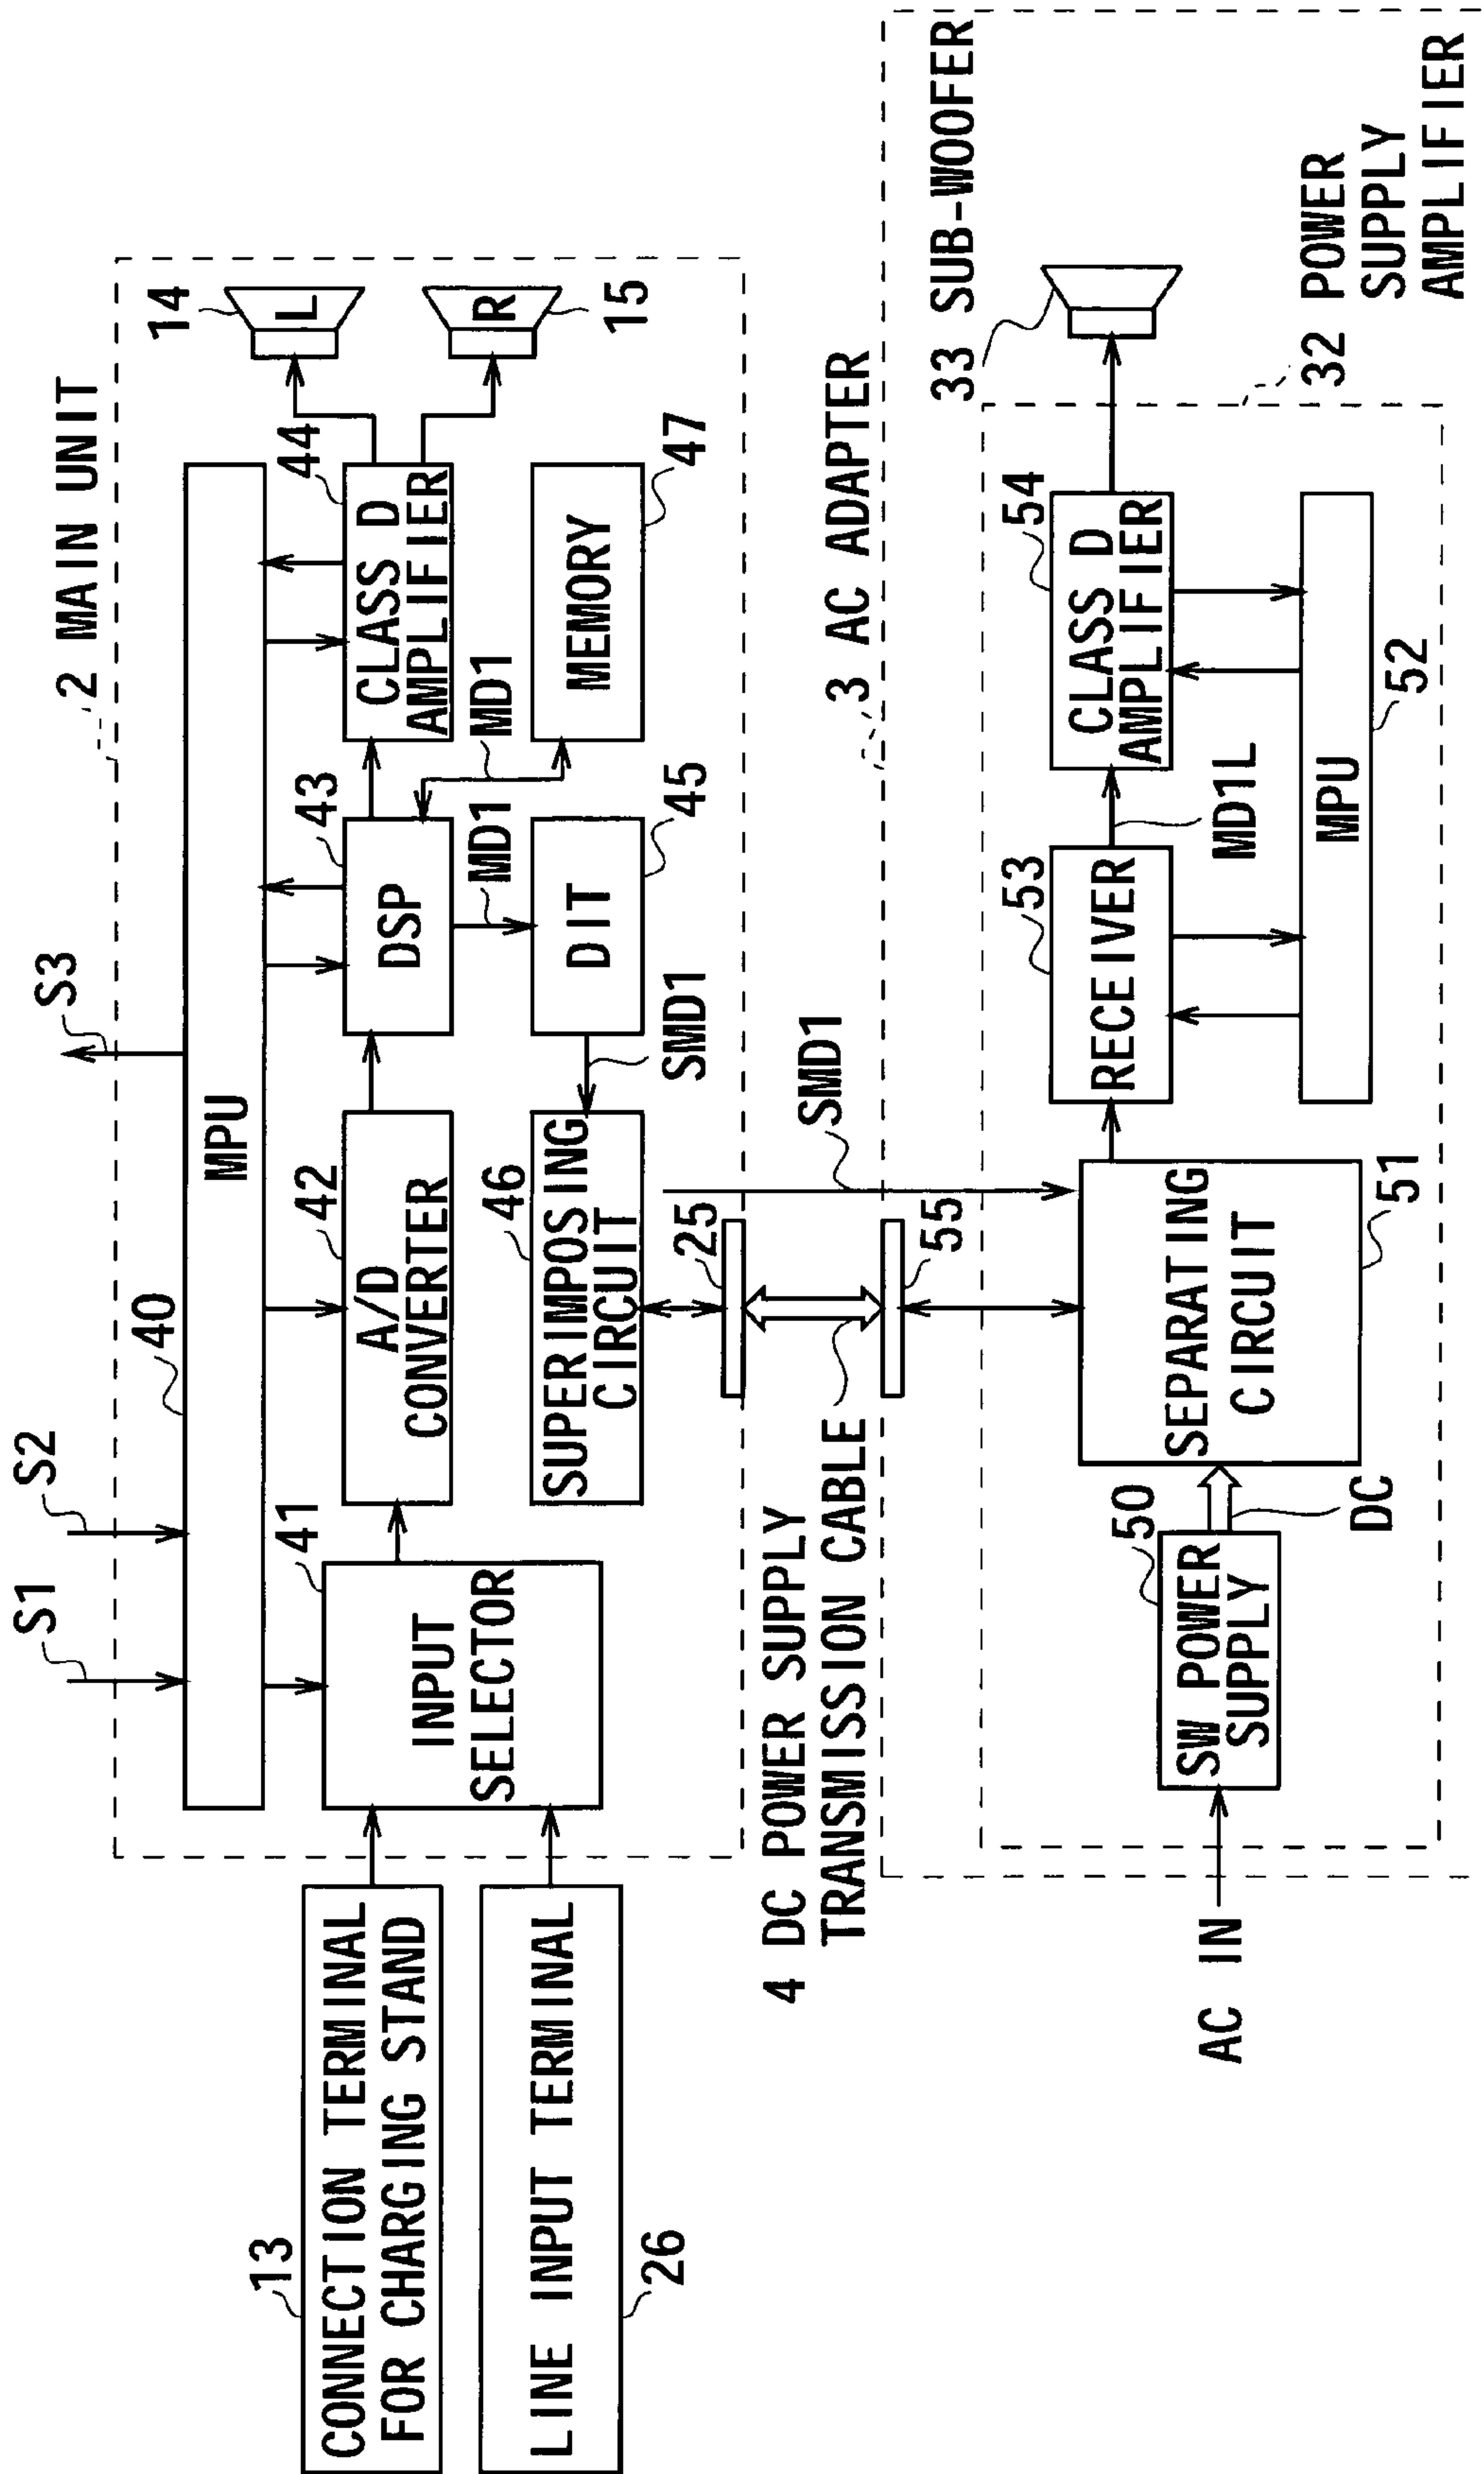 2 MAIN UNIT
S1
S2
S3
40
MPU
14
L
R
15
13
CONNECTION TERMINAL
FOR CHARGING STAND
LINE INPUT TERMINAL
26
41
INPUT
SELECTOR
42
A/D
CONVERTER
43
DSP
44
CLASS D
AMPLIFIER
MD1
MD1
46
SUPERIMPOSING
CIRCUIT
DIT
45
MEMORY
47
SMD1
25
SMD1
55
4 DC POWER SUPPLY
TRANSMISSION CABLE
3 AC ADAPTER
33 SUB-WOOFER
AC IN
50
SW POWER
SUPPLY
DC
SEPARATING
CIRCUIT
51
53
RECEIVER
MD1L
54
CLASS D
AMPLIFIER
MPU
52
32 POWER
SUPPLY
AMPLIFIER